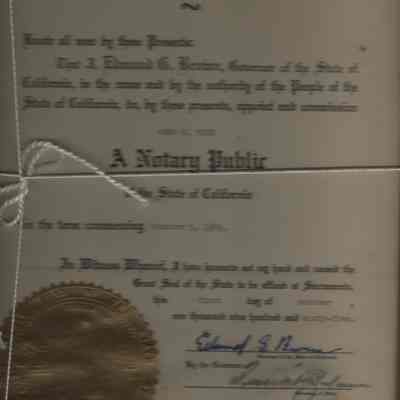 Know all men by these Presents:
That I, Edmund G. Brown, Governor of the State of
California, in the name and by the authority of the People of the
State of California, do, by these presents, appoint and commission
A Notary Public
of the State of California
for the term commencing
In Witness Whereof, I have hereunto set my hand and caused the
Great Seal of the State to be affixed at Sacramento,
this day of
one thousand nine hundred and
Edmund G. Brown
By the Governor: